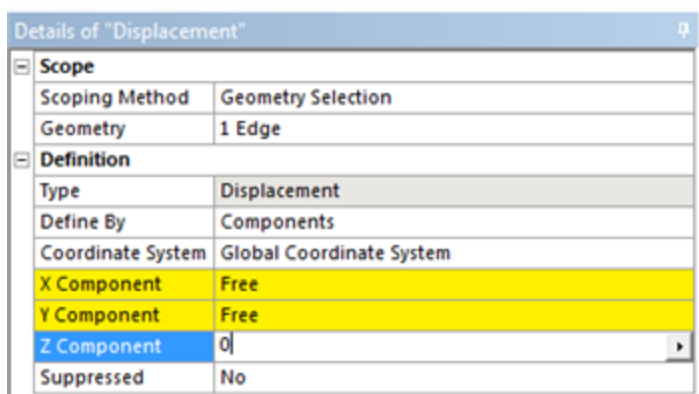 Details of "Displacement"
Scope
Scoping Method Geometry Selection
Geometry 1 Edge
Definition
Type Displacement
Define By Components
Coordinate System Global Coordinate System
X Component Free
Y Component Free
Z Component 0
Suppressed No